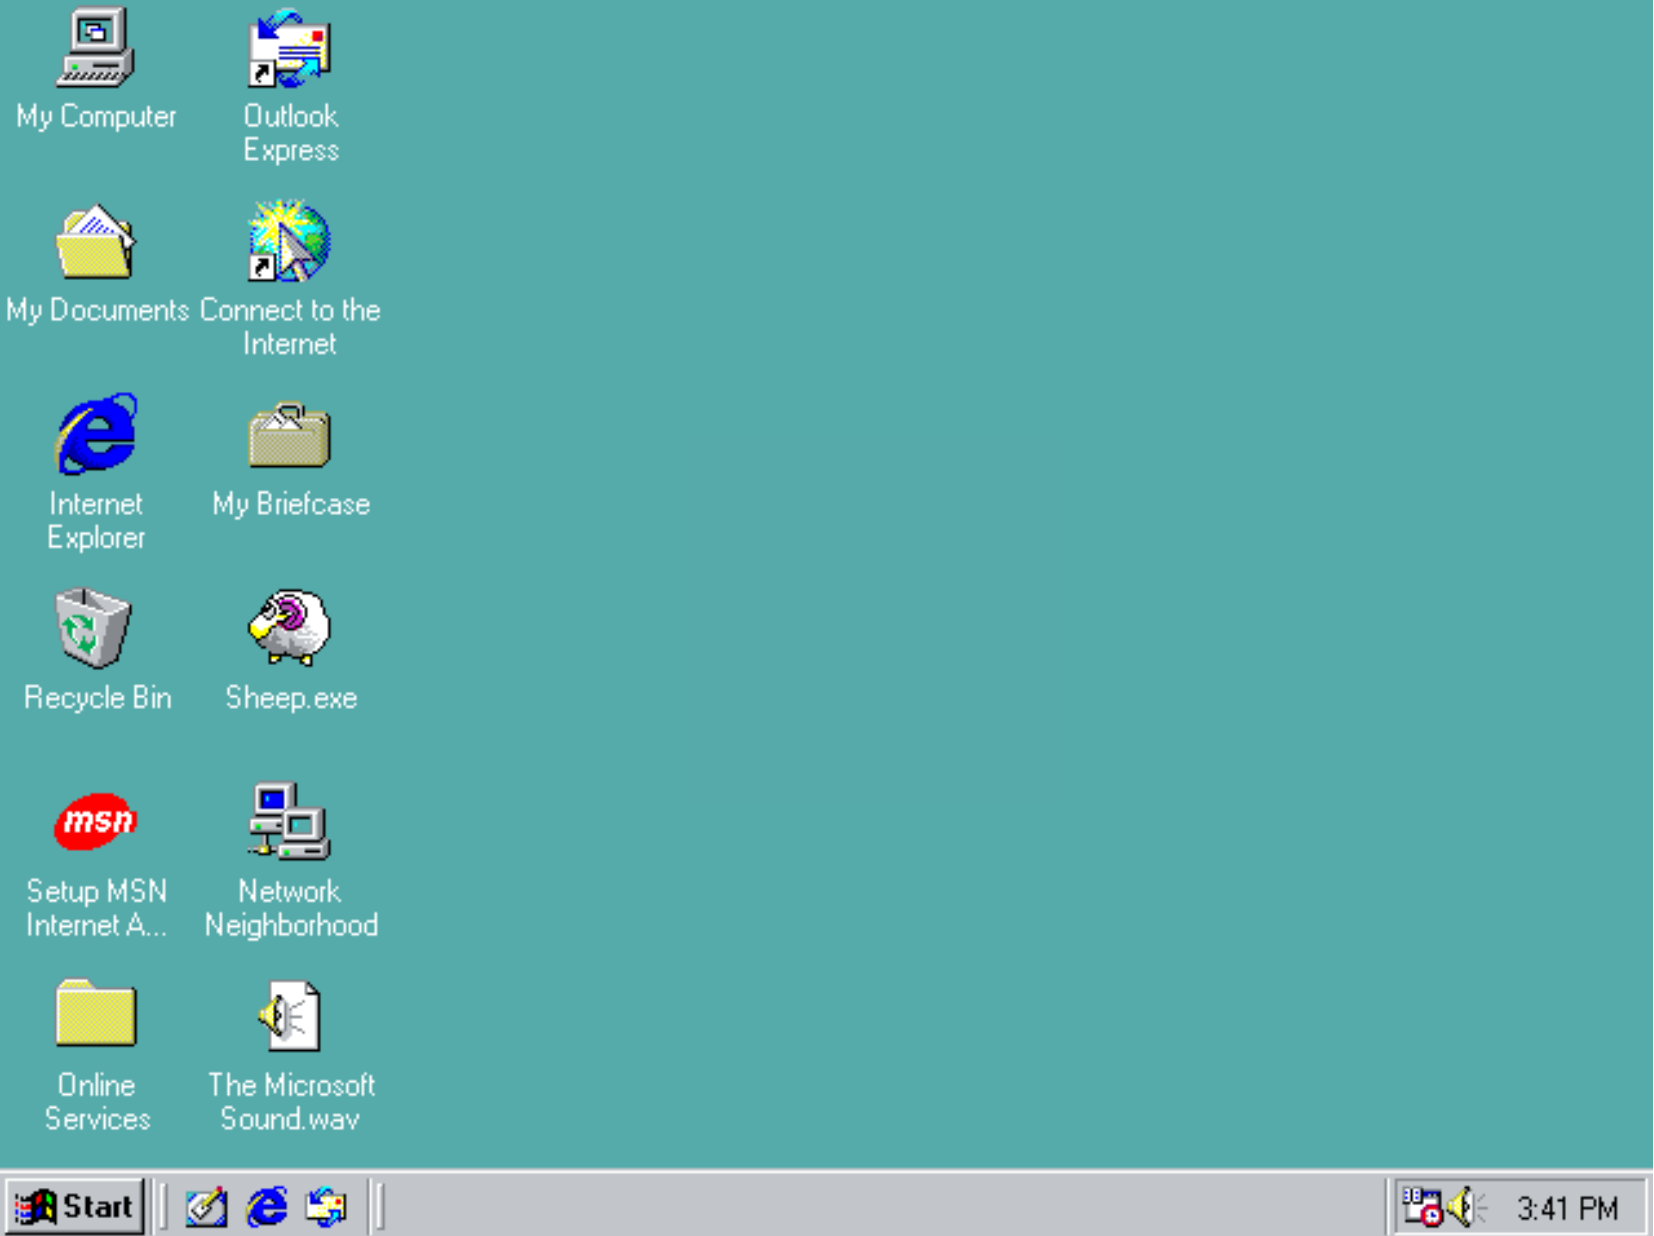 My Computer
Outlook
Express
My Documents
Connect to the
Internet
Internet
Explorer
My Briefcase
Recycle Bin
Sheep.exe
msn
Setup MSN
Internet A...
Network
Neighborhood
Online
Services
The Microsoft
Sound.wav
Start
3:41 PM